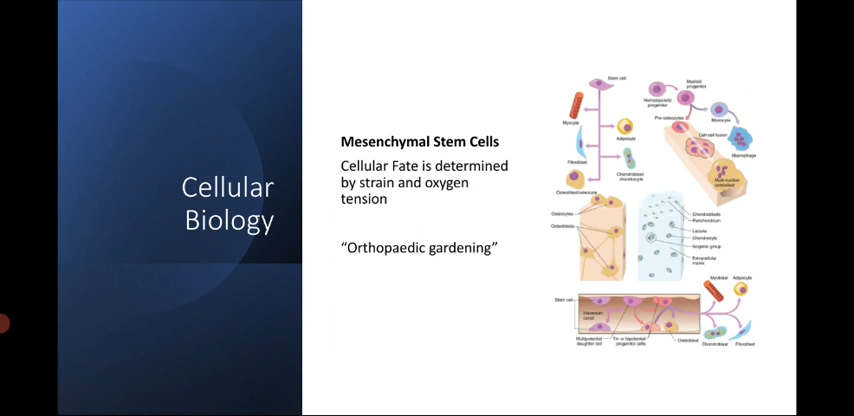 Cellular
Biology
Mesenchymal Stem Cells
Cellular Fate is determined
by strain and oxygen
tension
“Orthopaedic gardening”
Stem cell
Myocyte
Adipocyte
Fibroblast
Chondroblast/
chondrocyte
Osteoblast/osteocyte
Myeloid
progenitor
Hematopoietic
progenitor
Monocyte
Pre-osteocytes
Cell-cell fusion
Macrophage
Multi-nuclear
osteoclast
Osteocytes
Osteoblasts
Chondroblasts
Perichondrium
Lacuna
Chondrocyte
Isogenic group
Extracellular
matrix
Stem cell
Haversian
canal
Multipotential
daughter cell
Tri- or bipotential
progenitor cells
Osteoblast
Myoblast
Adipocyte
Chondroblast
Fibroblast